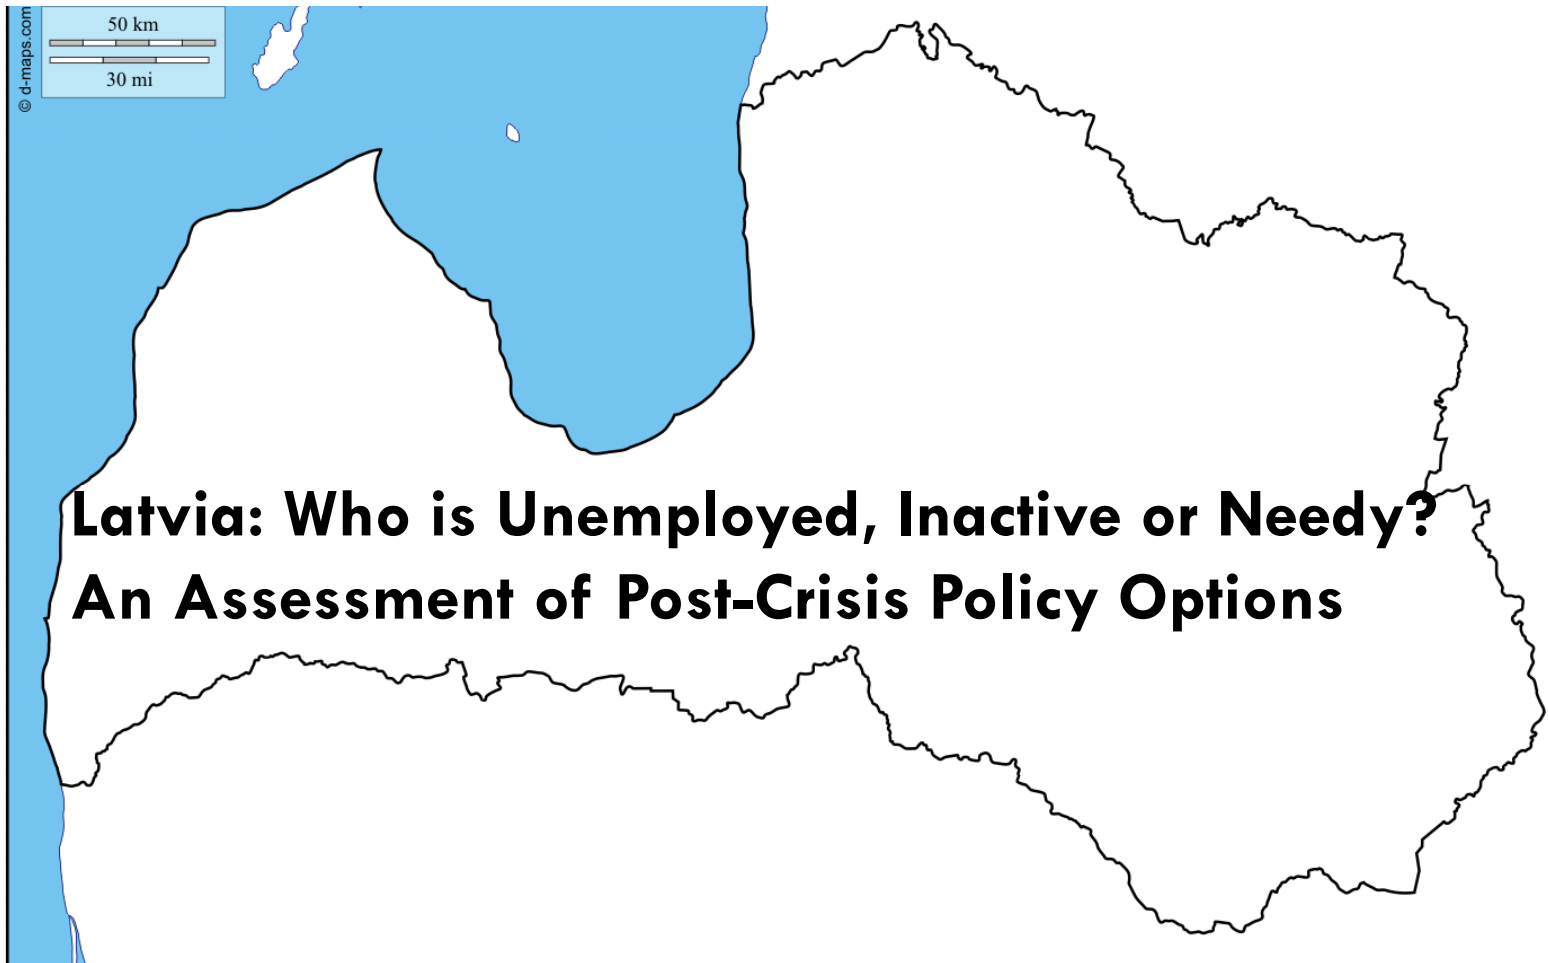 © d-maps.com
50 km
30 mi
Latvia: Who is Unemployed, Inactive or Needy?
An Assessment of Post-Crisis Policy Options